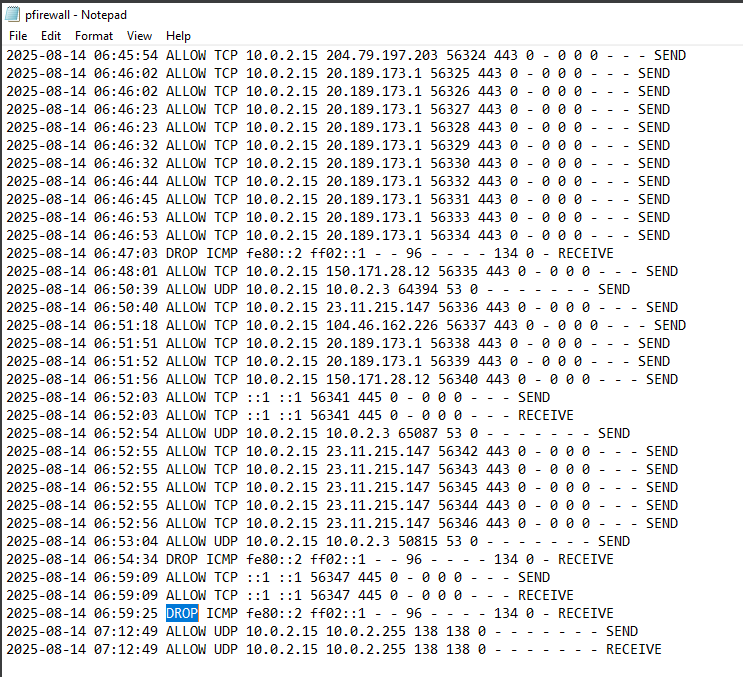 pfirewall - Notepad
File Edit Format View Help
2025-08-14 06:45:54 ALLOW TCP 10.0.2.15 204.79.197.203 56324 443 0 - 0 0 0 - - - SEND
2025-08-14 06:46:02 ALLOW TCP 10.0.2.15 20.189.173.1 56325 443 0 - 0 0 0 - - - SEND
2025-08-14 06:46:02 ALLOW TCP 10.0.2.15 20.189.173.1 56326 443 0 - 0 0 0 - - - SEND
2025-08-14 06:46:23 ALLOW TCP 10.0.2.15 20.189.173.1 56327 443 0 - 0 0 0 - - - SEND
2025-08-14 06:46:23 ALLOW TCP 10.0.2.15 20.189.173.1 56328 443 0 - 0 0 0 - - - SEND
2025-08-14 06:46:32 ALLOW TCP 10.0.2.15 20.189.173.1 56329 443 0 - 0 0 0 - - - SEND
2025-08-14 06:46:32 ALLOW TCP 10.0.2.15 20.189.173.1 56330 443 0 - 0 0 0 - - - SEND
2025-08-14 06:46:44 ALLOW TCP 10.0.2.15 20.189.173.1 56332 443 0 - 0 0 0 - - - SEND
2025-08-14 06:46:45 ALLOW TCP 10.0.2.15 20.189.173.1 56331 443 0 - 0 0 0 - - - SEND
2025-08-14 06:46:53 ALLOW TCP 10.0.2.15 20.189.173.1 56333 443 0 - 0 0 0 - - - SEND
2025-08-14 06:46:53 ALLOW TCP 10.0.2.15 20.189.173.1 56334 443 0 - 0 0 0 - - - SEND
2025-08-14 06:47:03 DROP ICMP fe80::2 ff02::1 - - 96 - - - - 134 0 - RECEIVE
2025-08-14 06:48:01 ALLOW TCP 10.0.2.15 150.171.28.12 56335 443 0 - 0 0 0 - - - SEND
2025-08-14 06:50:39 ALLOW UDP 10.0.2.15 10.0.2.3 64394 53 0 - - - - - - - SEND
2025-08-14 06:50:40 ALLOW TCP 10.0.2.15 23.11.215.147 56336 443 0 - 0 0 0 - - - SEND
2025-08-14 06:51:18 ALLOW TCP 10.0.2.15 104.46.162.226 56337 443 0 - 0 0 0 - - - SEND
2025-08-14 06:51:51 ALLOW TCP 10.0.2.15 20.189.173.1 56338 443 0 - 0 0 0 - - - SEND
2025-08-14 06:51:52 ALLOW TCP 10.0.2.15 20.189.173.1 56339 443 0 - 0 0 0 - - - SEND
2025-08-14 06:51:56 ALLOW TCP 10.0.2.15 150.171.28.12 56340 443 0 - 0 0 0 - - - SEND
2025-08-14 06:52:03 ALLOW TCP ::1 ::1 56341 445 0 - 0 0 0 - - - SEND
2025-08-14 06:52:03 ALLOW TCP ::1 ::1 56341 445 0 - 0 0 0 - - - RECEIVE
2025-08-14 06:52:54 ALLOW UDP 10.0.2.15 10.0.2.3 65087 53 0 - - - - - - - SEND
2025-08-14 06:52:55 ALLOW TCP 10.0.2.15 23.11.215.147 56342 443 0 - 0 0 0 - - - SEND
2025-08-14 06:52:55 ALLOW TCP 10.0.2.15 23.11.215.147 56343 443 0 - 0 0 0 - - - SEND
2025-08-14 06:52:55 ALLOW TCP 10.0.2.15 23.11.215.147 56345 443 0 - 0 0 0 - - - SEND
2025-08-14 06:52:55 ALLOW TCP 10.0.2.15 23.11.215.147 56344 443 0 - 0 0 0 - - - SEND
2025-08-14 06:52:56 ALLOW TCP 10.0.2.15 23.11.215.147 56346 443 0 - 0 0 0 - - - SEND
2025-08-14 06:53:04 ALLOW UDP 10.0.2.15 10.0.2.3 50815 53 0 - - - - - - - SEND
2025-08-14 06:54:34 DROP ICMP fe80::2 ff02::1 - - 96 - - - - 134 0 - RECEIVE
2025-08-14 06:59:09 ALLOW TCP ::1 ::1 56347 445 0 - 0 0 0 - - - SEND
2025-08-14 06:59:09 ALLOW TCP ::1 ::1 56347 445 0 - 0 0 0 - - - RECEIVE
2025-08-14 06:59:25 DROP ICMP fe80::2 ff02::1 - - 96 - - - - 134 0 - RECEIVE
2025-08-14 07:12:49 ALLOW UDP 10.0.2.15 10.0.2.255 138 138 0 - - - - - - - SEND
2025-08-14 07:12:49 ALLOW UDP 10.0.2.15 10.0.2.255 138 138 0 - - - - - - - RECEIVE